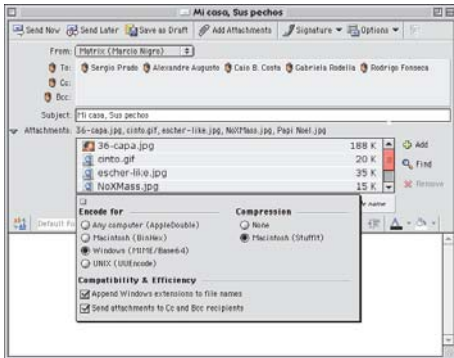 Mi casa, Sus pechos
Send Now Send Later Save as Draft Add Attachments Signature Options
From: Matrix (Marcio Nigro)
To: Sergio Prado Alexandre Augusto Caio B. Costa Gabriela Rodella Rodrigo Fonseca
Cc:
Bcc:
Subject: Mi casa, Sus pechos
Attachments: 36-capa.jpg, cinto.gif, escher-like.jpg, NoXMass.jpg, Papi Noel.jpg
36-capa.jpg 188 K Add
cinto.gif 20 K Find
escher-like.jpg 35 K
NoXMass.jpg 15 K Remove
name
Default
Encode for Compression
Any computer (AppleDouble) None
Macintosh (BinHex) Macintosh (StuffIt)
Windows (MIME/Base64)
UNIX (UUEncode)
Compatibility & Efficiency
Append Windows extensions to file names
Send attachments to Cc and Bcc recipients